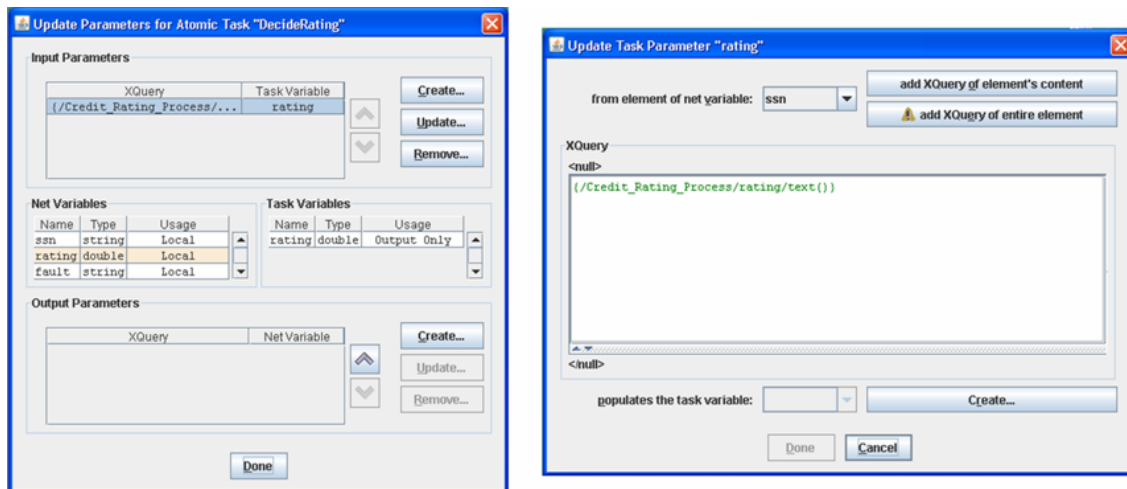 Update Parameters for Atomic Task "DecideRating"
Input Parameters
XQuery Task Variable
{/Credit_Rating_Process/... rating
Create...
Update...
Remove...
Net Variables
Name Type Usage
ssn string Local
rating double Local
fault string Local
Task Variables
Name Type Usage
rating double Output Only
Output Parameters
XQuery Net Variable
Create...
Update...
Remove...
Done
Update Task Parameter "rating"
from element of net variable: ssn
add XQuery of element's content
add XQuery of entire element
XQuery
<null>
{/Credit_Rating_Process/rating/text()}
</null>
populates the task variable:
Create...
Done Cancel